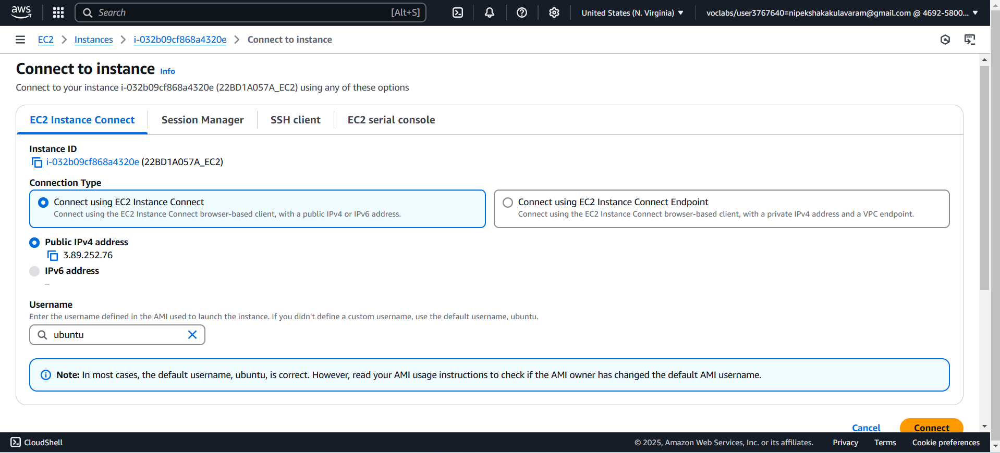 aws
Search [Alt+S]
United States (N. Virginia)
voclabs/user3767640=nipekshakakulavaram@gmail.com @ 4692-5800...
EC2 > Instances > i-032b09cf868a4320e > Connect to instance
Connect to instance Info
Connect to your instance i-032b09cf868a4320e (22BD1A057A_EC2) using any of these options
EC2 Instance Connect
Session Manager
SSH client
EC2 serial console
Instance ID
i-032b09cf868a4320e (22BD1A057A_EC2)
Connection Type
Connect using EC2 Instance Connect
Connect using the EC2 Instance Connect browser-based client, with a public IPv4 or IPv6 address.
Connect using EC2 Instance Connect Endpoint
Connect using the EC2 Instance Connect browser-based client, with a private IPv4 address and a VPC endpoint.
Public IPv4 address
3.89.252.76
IPv6 address
–
Username
Enter the username defined in the AMI used to launch the instance. If you didn't define a custom username, use the default username, ubuntu.
ubuntu
Note: In most cases, the default username, ubuntu, is correct. However, read your AMI usage instructions to check if the AMI owner has changed the default AMI username.
Cancel
Connect
CloudShell
© 2025, Amazon Web Services, Inc. or its affiliates.
Privacy
Terms
Cookie preferences